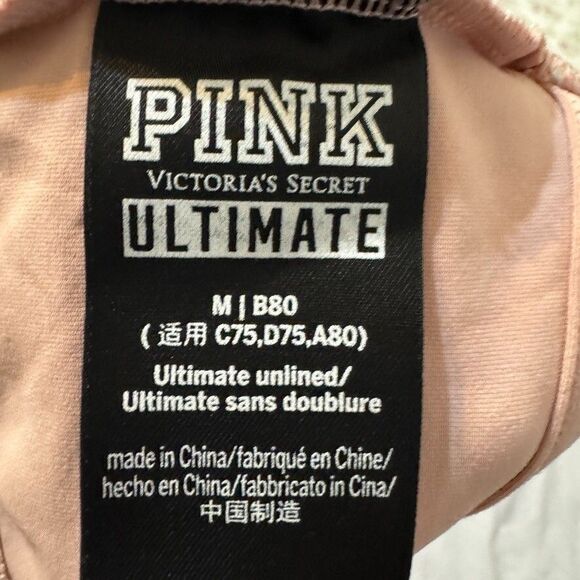 PINK
VICTORIA'S SECRET
ULTIMATE
M | B80
( 适用 C75,D75,A80)
Ultimate unlined/
Ultimate sans doublure
made in China/fabriqué en Chine/
hecho en China/fabbricato in Cina/
中国制造